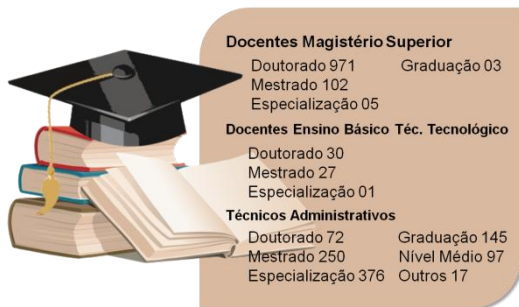 Docentes Magistério Superior
Doutorado 971 Graduação 03
Mestrado 102
Especialização 05
Docentes Ensino Básico Téc. Tecnológico
Doutorado 30
Mestrado 27
Especialização 01
Técnicos Administrativos
Doutorado 72 Graduação 145
Mestrado 250 Nível Médio 97
Especialização 376 Outros 17